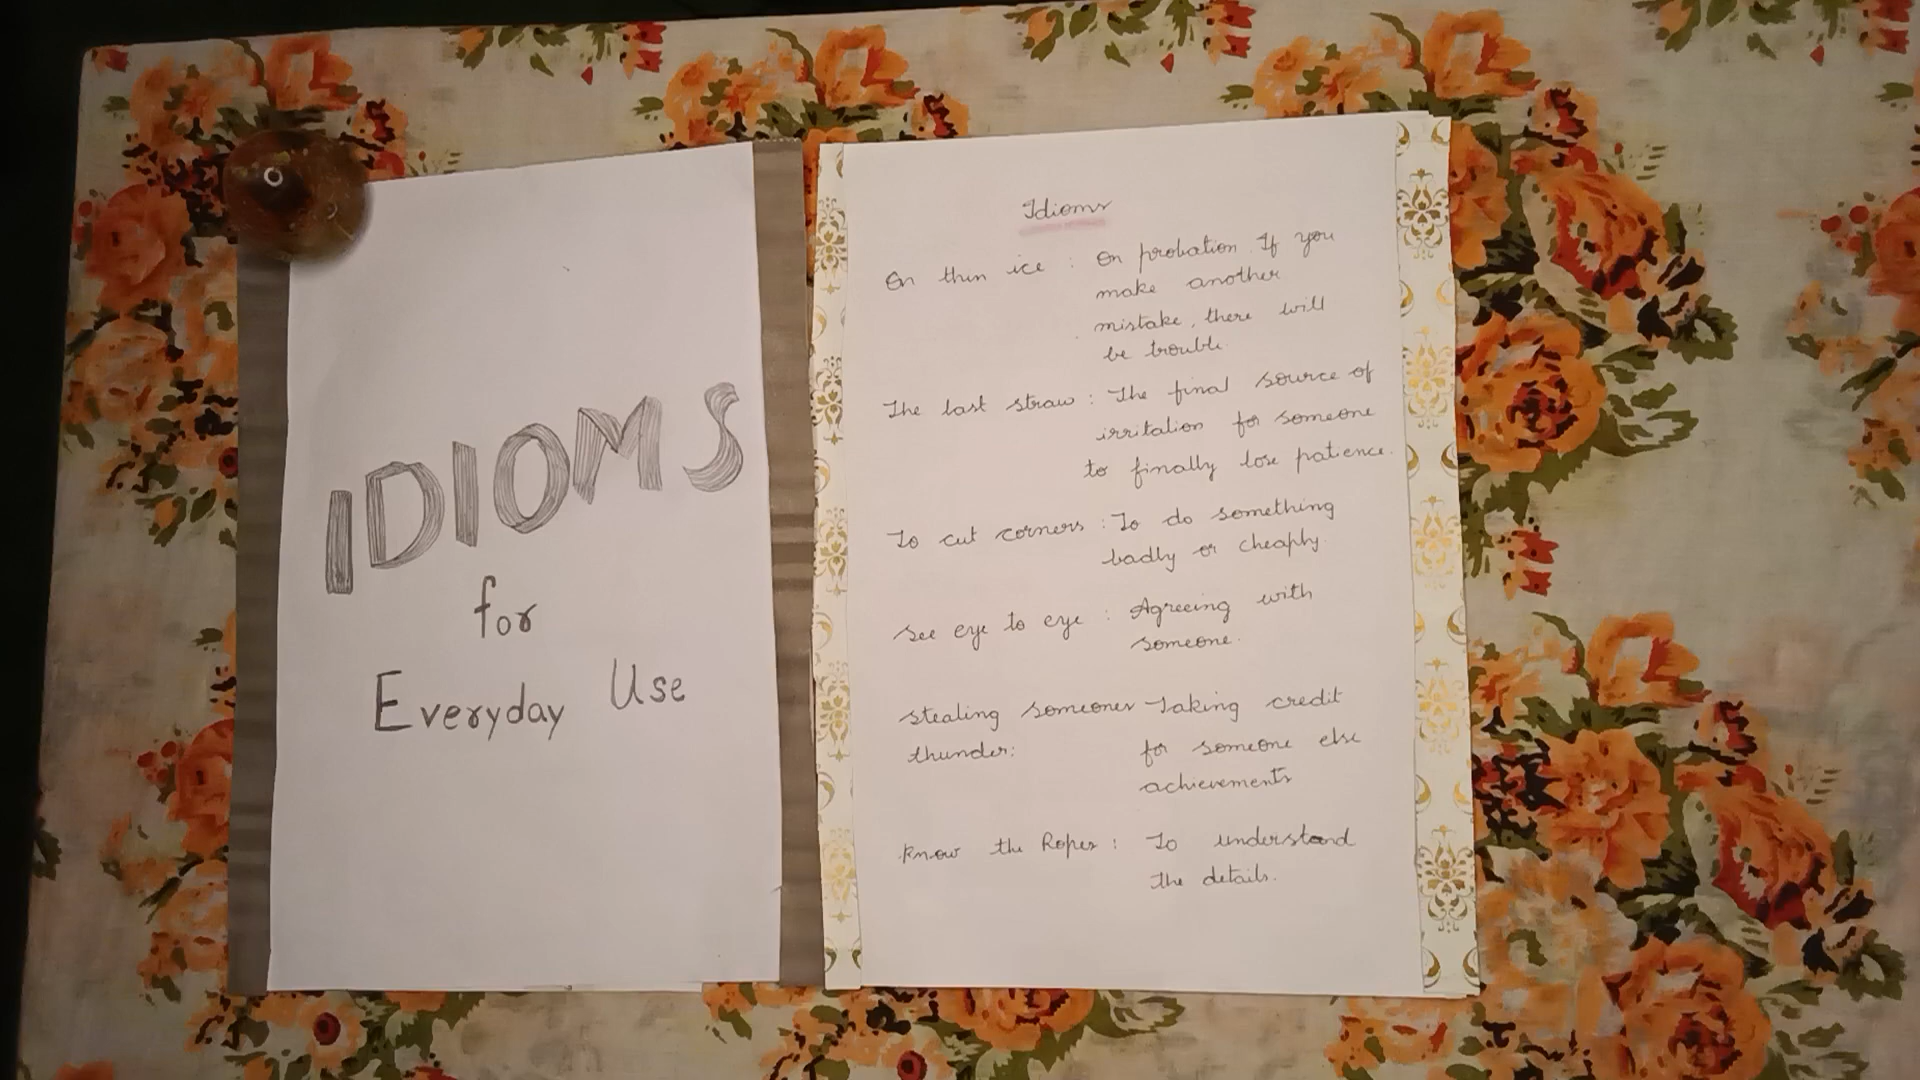 IDIOMS
for
Everyday Use
Idioms
On thin ice : On probation. If you
make another
mistake, there will
be trouble.
The last straw : The final source of
irritation for someone
to finally lose patience.
To cut corners : To do something
badly or cheaply.
See eye to eye : Agreeing with
someone.
Stealing someones Taking credit
thunder: for someone else
achievements
Know the Ropes : To understand
the details.